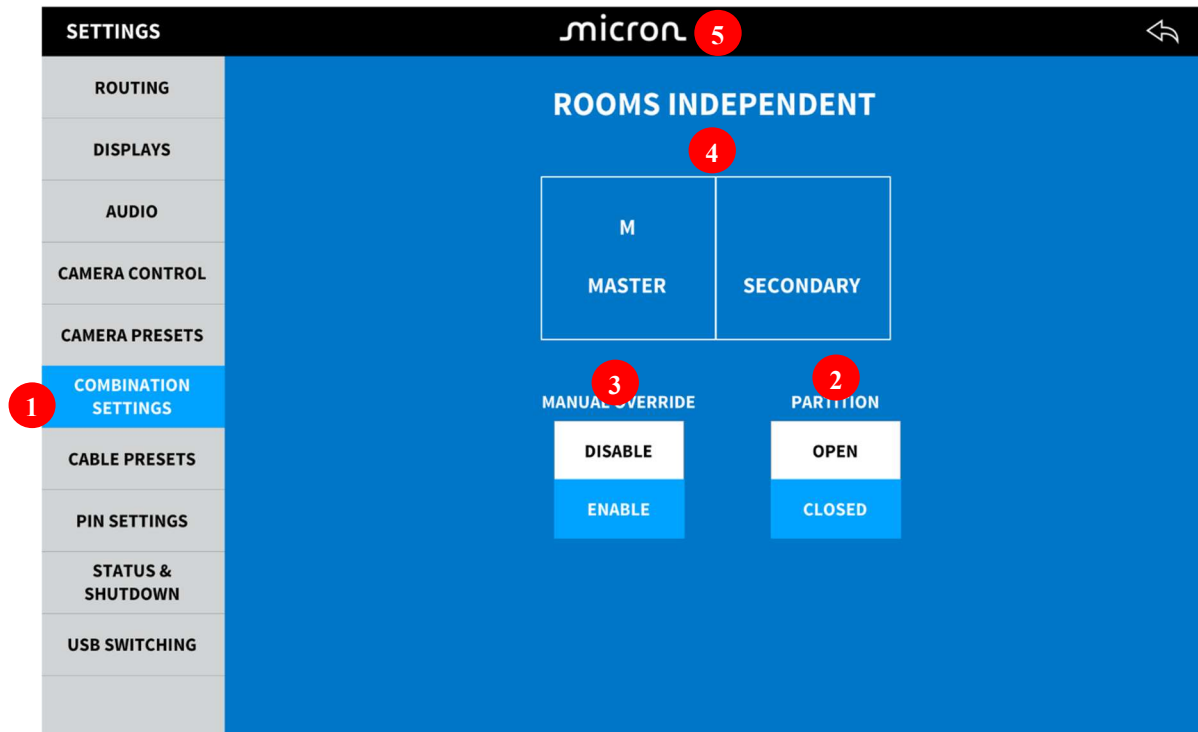 SETTINGS
micron
5
ROUTING
DISPLAYS
AUDIO
CAMERA CONTROL
CAMERA PRESETS
1
COMBINATION
SETTINGS
CABLE PRESETS
PIN SETTINGS
STATUS &
SHUTDOWN
USB SWITCHING
ROOMS INDEPENDENT
4
M
MASTER
SECONDARY
3
2
MANUAL OVERRIDE
PARTITION
DISABLE
OPEN
ENABLE
CLOSED